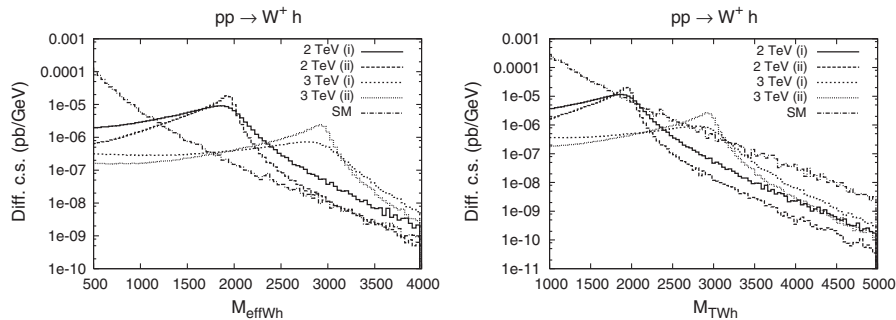 pp → W⁺ h
0.001
0.0001
1e-05
1e-06
1e-07
1e-08
1e-09
1e-10
Diff. c.s. (pb/GeV)
2 TeV (i)
2 TeV (ii)
3 TeV (i)
3 TeV (ii)
SM
500 1000 1500 2000 2500 3000 3500 4000
M_effWh
pp → W⁺ h
0.001
0.0001
1e-05
1e-06
1e-07
1e-08
1e-09
1e-10
1e-11
Diff. c.s. (pb/GeV)
2 TeV (i)
2 TeV (ii)
3 TeV (i)
3 TeV (ii)
SM
1000 1500 2000 2500 3000 3500 4000 4500 5000
M_TWh